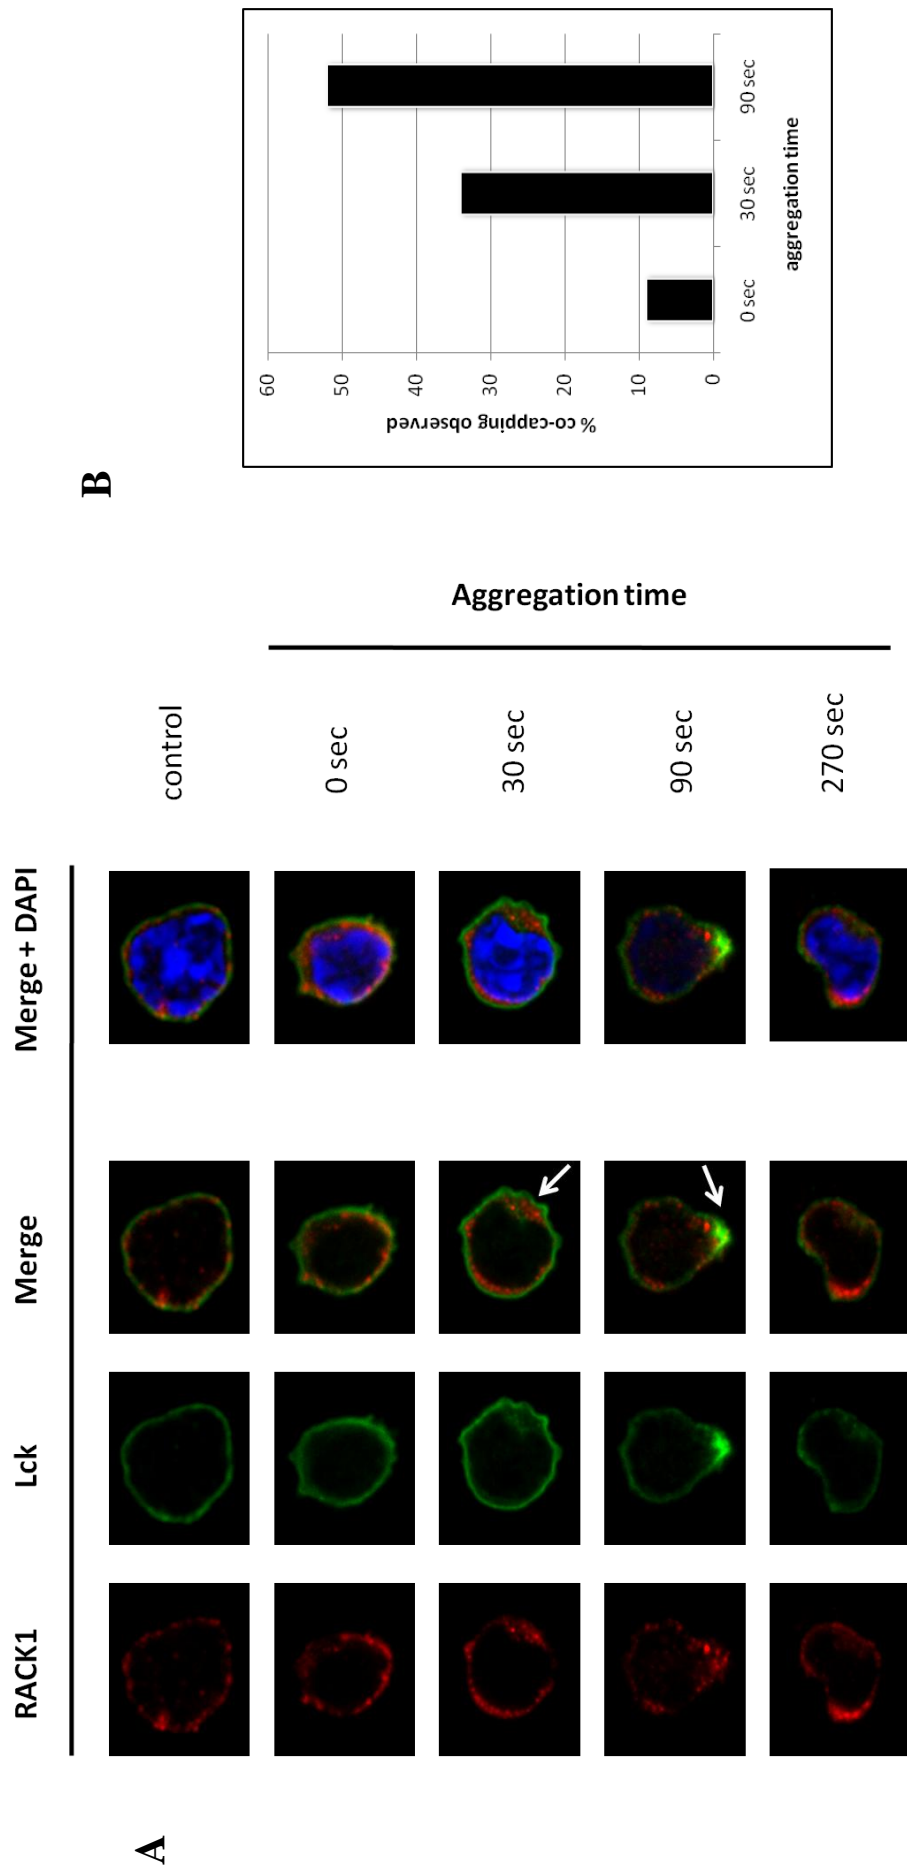 A
RACK1 Lck Merge Merge + DAPI
control
0 sec
30 sec
90 sec
270 sec
Aggregation time
B
% co-capping observed
60
50
40
30
20
10
0
0 sec 30 sec 90 sec
aggregation time